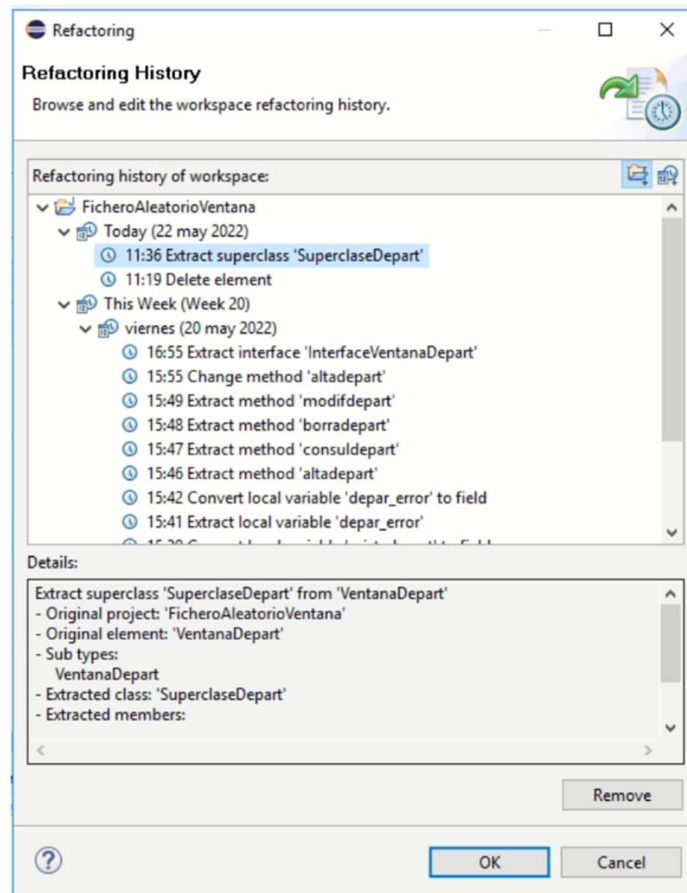 Refactoring
Refactoring History
Browse and edit the workspace refactoring history.
Refactoring history of workspace:
FicheroAleatorioVentana
Today (22 may 2022)
11:36 Extract superclass 'SuperclaseDepart'
11:19 Delete element
This Week (Week 20)
viernes (20 may 2022)
16:55 Extract interface 'InterfaceVentanaDepart'
15:55 Change method 'altadepart'
15:49 Extract method 'modifdepart'
15:48 Extract method 'borradepart'
15:47 Extract method 'consuldepart'
15:46 Extract method 'altadepart'
15:42 Convert local variable 'depar_error' to field
15:41 Extract local variable 'depar_error'
Details:
Extract superclass 'SuperclaseDepart' from 'VentanaDepart'
- Original project: 'FicheroAleatorioVentana'
- Original element: 'VentanaDepart'
- Sub types:
VentanaDepart
- Extracted class: 'SuperclaseDepart'
- Extracted members:
Remove
OK
Cancel